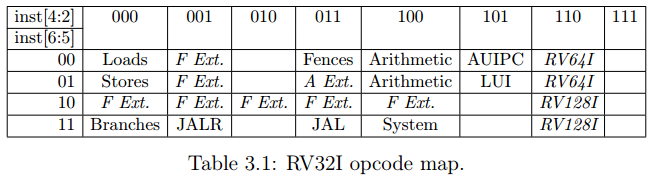 inst[4:2] 000 001 010 011 100 101 110 111
inst[6:5]
00 Loads F Ext. Fences Arithmetic AUIPC RV64I
01 Stores F Ext. A Ext. Arithmetic LUI RV64I
10 F Ext. F Ext. F Ext. F Ext. F Ext. RV128I
11 Branches JALR JAL System RV128I
Table 3.1: RV32I opcode map.